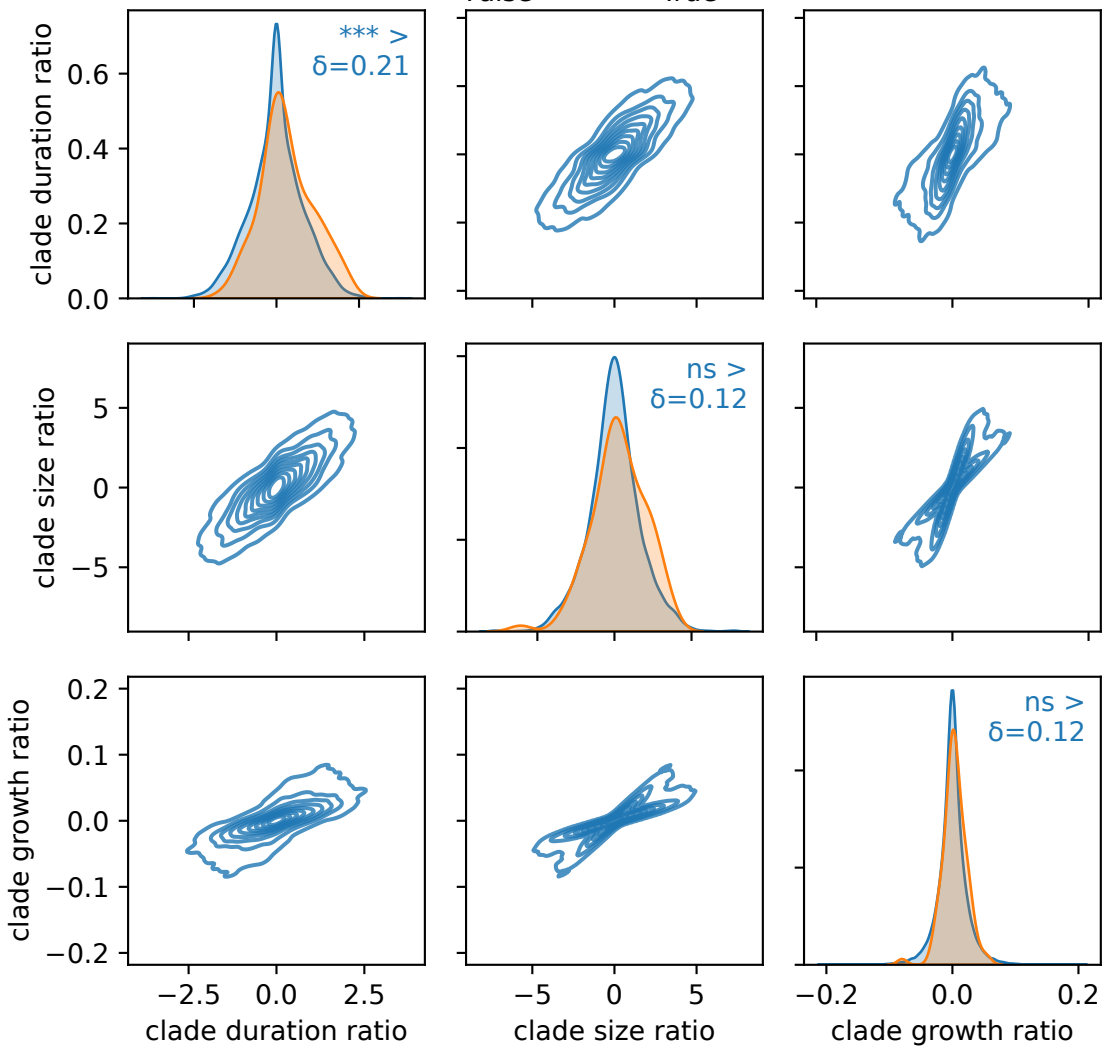 *** >
δ=0.21
clade duration ratio
0.6
0.4
0.2
0.0
ns >
δ=0.12
clade size ratio
5
0
−5
ns >
δ=0.12
clade growth ratio
0.2
0.1
0.0
−0.1
−0.2
−2.5 0.0 2.5 −5 0 5 −0.2 0.0 0.2
clade duration ratio clade size ratio clade growth ratio